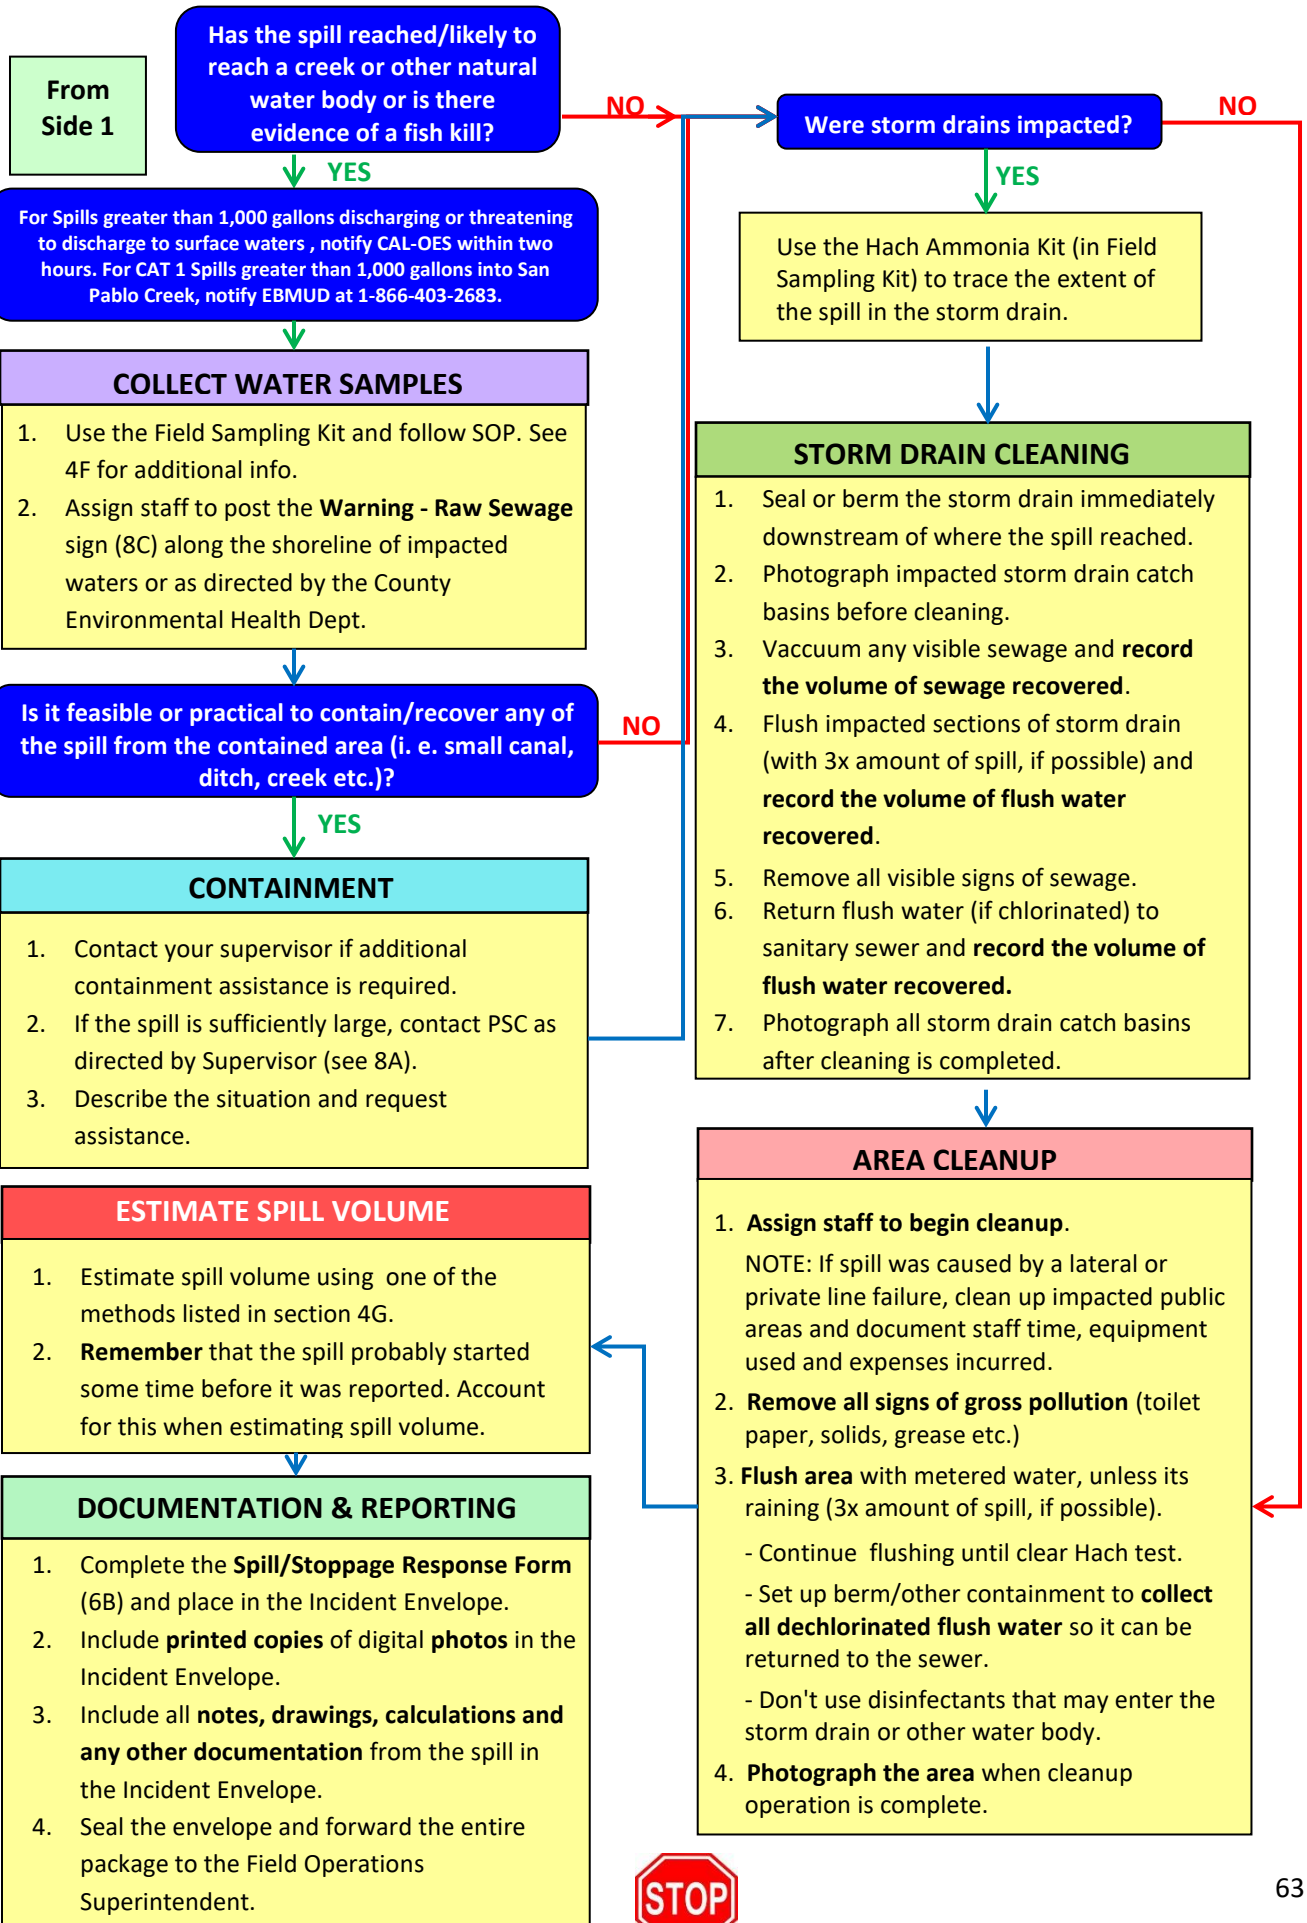 From
Side 1
Has the spill reached/likely to
reach a creek or other natural
water body or is there
evidence of a fish kill?
NO
YES
For Spills greater than 1,000 gallons discharging or threatening
to discharge to surface waters , notify CAL-OES within two
hours. For CAT 1 Spills greater than 1,000 gallons into San
Pablo Creek, notify EBMUD at 1-866-403-2683.
COLLECT WATER SAMPLES
1. Use the Field Sampling Kit and follow SOP. See
4F for additional info.
2. Assign staff to post the Warning - Raw Sewage
sign (8C) along the shoreline of impacted
waters or as directed by the County
Environmental Health Dept.
Is it feasible or practical to contain/recover any of
the spill from the contained area (i. e. small canal,
ditch, creek etc.)?
NO
YES
CONTAINMENT
1. Contact your supervisor if additional
containment assistance is required.
2. If the spill is sufficiently large, contact PSC as
directed by Supervisor (see 8A).
3. Describe the situation and request
assistance.
Were storm drains impacted?
NO
YES
Use the Hach Ammonia Kit (in Field
Sampling Kit) to trace the extent of
the spill in the storm drain.
STORM DRAIN CLEANING
1. Seal or berm the storm drain immediately
downstream of where the spill reached.
2. Photograph impacted storm drain catch
basins before cleaning.
3. Vaccuum any visible sewage and record
the volume of sewage recovered.
4. Flush impacted sections of storm drain
(with 3x amount of spill, if possible) and
record the volume of flush water
recovered.
5. Remove all visible signs of sewage.
6. Return flush water (if chlorinated) to
sanitary sewer and record the volume of
flush water recovered.
7. Photograph all storm drain catch basins
after cleaning is completed.
AREA CLEANUP
1. Assign staff to begin cleanup.
NOTE: If spill was caused by a lateral or
private line failure, clean up impacted public
areas and document staff time, equipment
used and expenses incurred.
2. Remove all signs of gross pollution (toilet
paper, solids, grease etc.)
3. Flush area with metered water, unless its
raining (3x amount of spill, if possible).
- Continue flushing until clear Hach test.
- Set up berm/other containment to collect
all dechlorinated flush water so it can be
returned to the sewer.
- Don't use disinfectants that may enter the
storm drain or other water body.
4. Photograph the area when cleanup
operation is complete.
ESTIMATE SPILL VOLUME
1. Estimate spill volume using one of the
methods listed in section 4G.
2. Remember that the spill probably started
some time before it was reported. Account
for this when estimating spill volume.
DOCUMENTATION & REPORTING
1. Complete the Spill/Stoppage Response Form
(6B) and place in the Incident Envelope.
2. Include printed copies of digital photos in the
Incident Envelope.
3. Include all notes, drawings, calculations and
any other documentation from the spill in
the Incident Envelope.
4. Seal the envelope and forward the entire
package to the Field Operations
Superintendent.
STOP
63